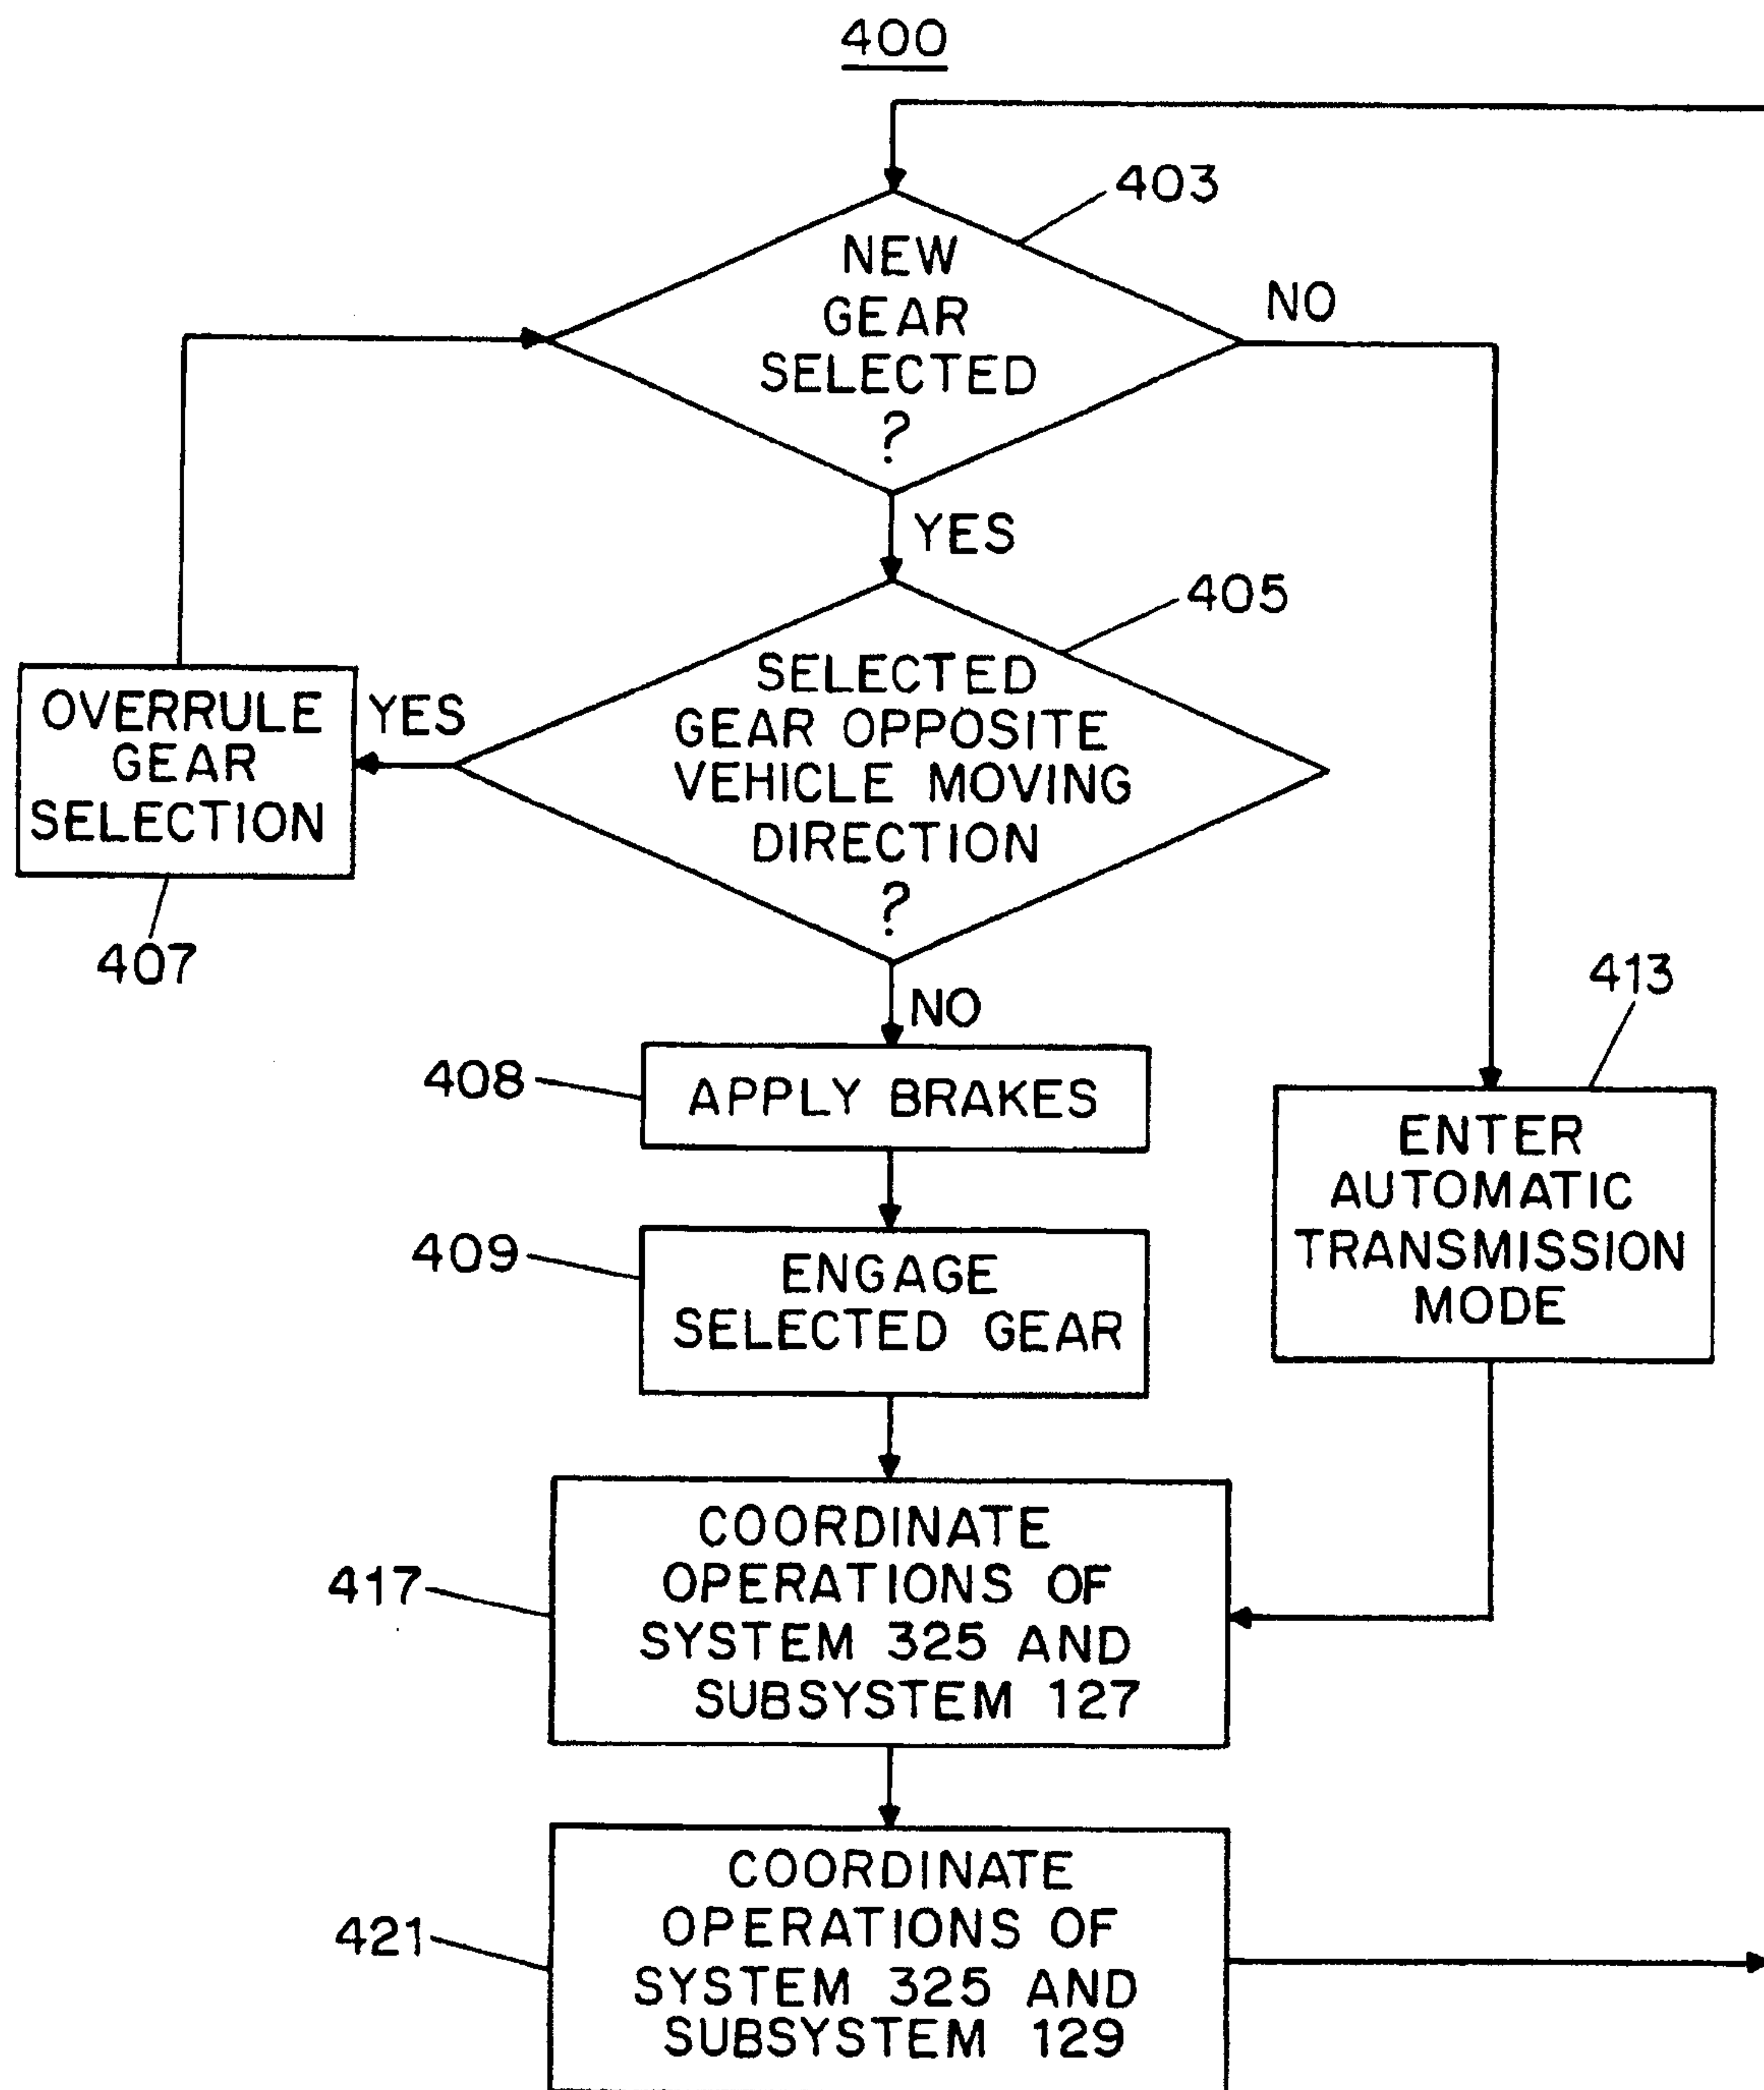 400
403
NEW
GEAR
SELECTED
?
NO
YES
405
SELECTED
GEAR OPPOSITE
VEHICLE MOVING
DIRECTION
?
YES
OVERRULE
GEAR
SELECTION
407
NO
408
APPLY BRAKES
413
ENTER
AUTOMATIC
TRANSMISSION
MODE
409
ENGAGE
SELECTED GEAR
417
COORDINATE
OPERATIONS OF
SYSTEM 325 AND
SUBSYSTEM 127
421
COORDINATE
OPERATIONS OF
SYSTEM 325 AND
SUBSYSTEM 129